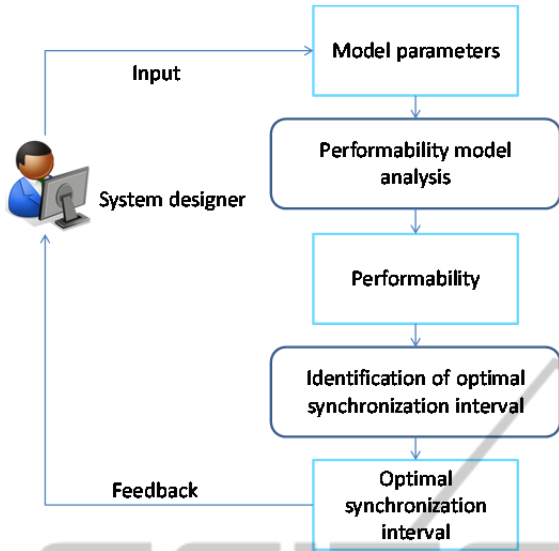 Model parameters
Input
Performability model
analysis
System designer
Performability
Identification of optimal
synchronization interval
Feedback
Optimal
synchronization
interval